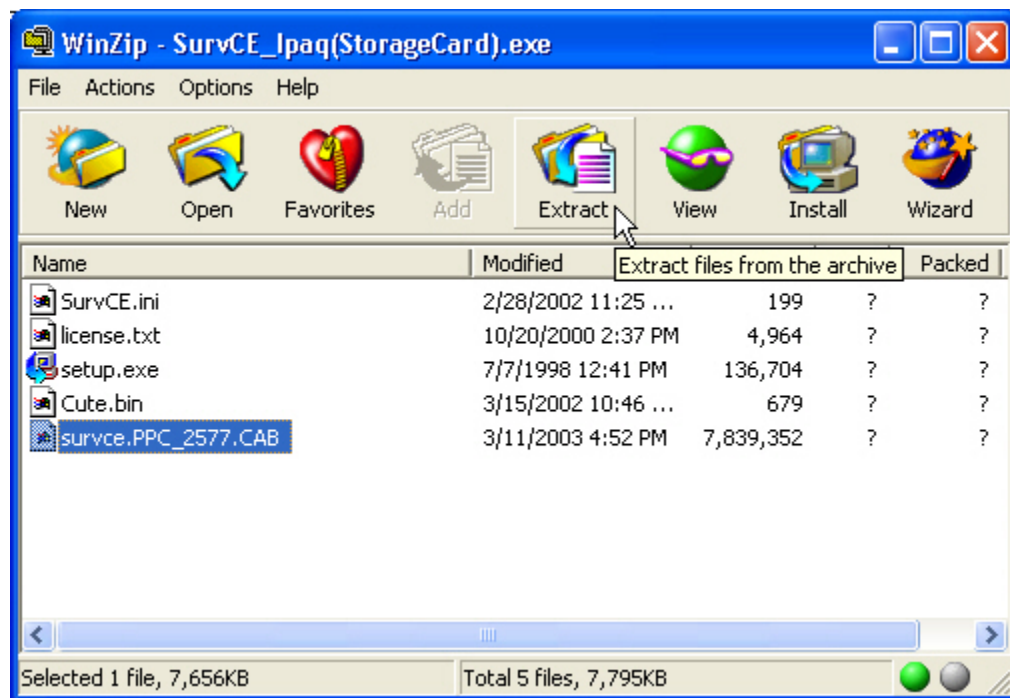 WinZip - SurvCE_Ipaq(StorageCard).exe
File Actions Options Help
New Open Favorites Add Extract View Install Wizard
Name Modified Packed
Extract files from the archive
SurvCE.ini 2/28/2002 11:25 ... 199 ? ?
license.txt 10/20/2000 2:37 PM 4,964 ? ?
setup.exe 7/7/1998 12:41 PM 136,704 ? ?
Cute.bin 3/15/2002 10:46 ... 679 ? ?
survce.PPC_2577.CAB 3/11/2003 4:52 PM 7,839,352 ? ?
Selected 1 file, 7,656KB Total 5 files, 7,795KB